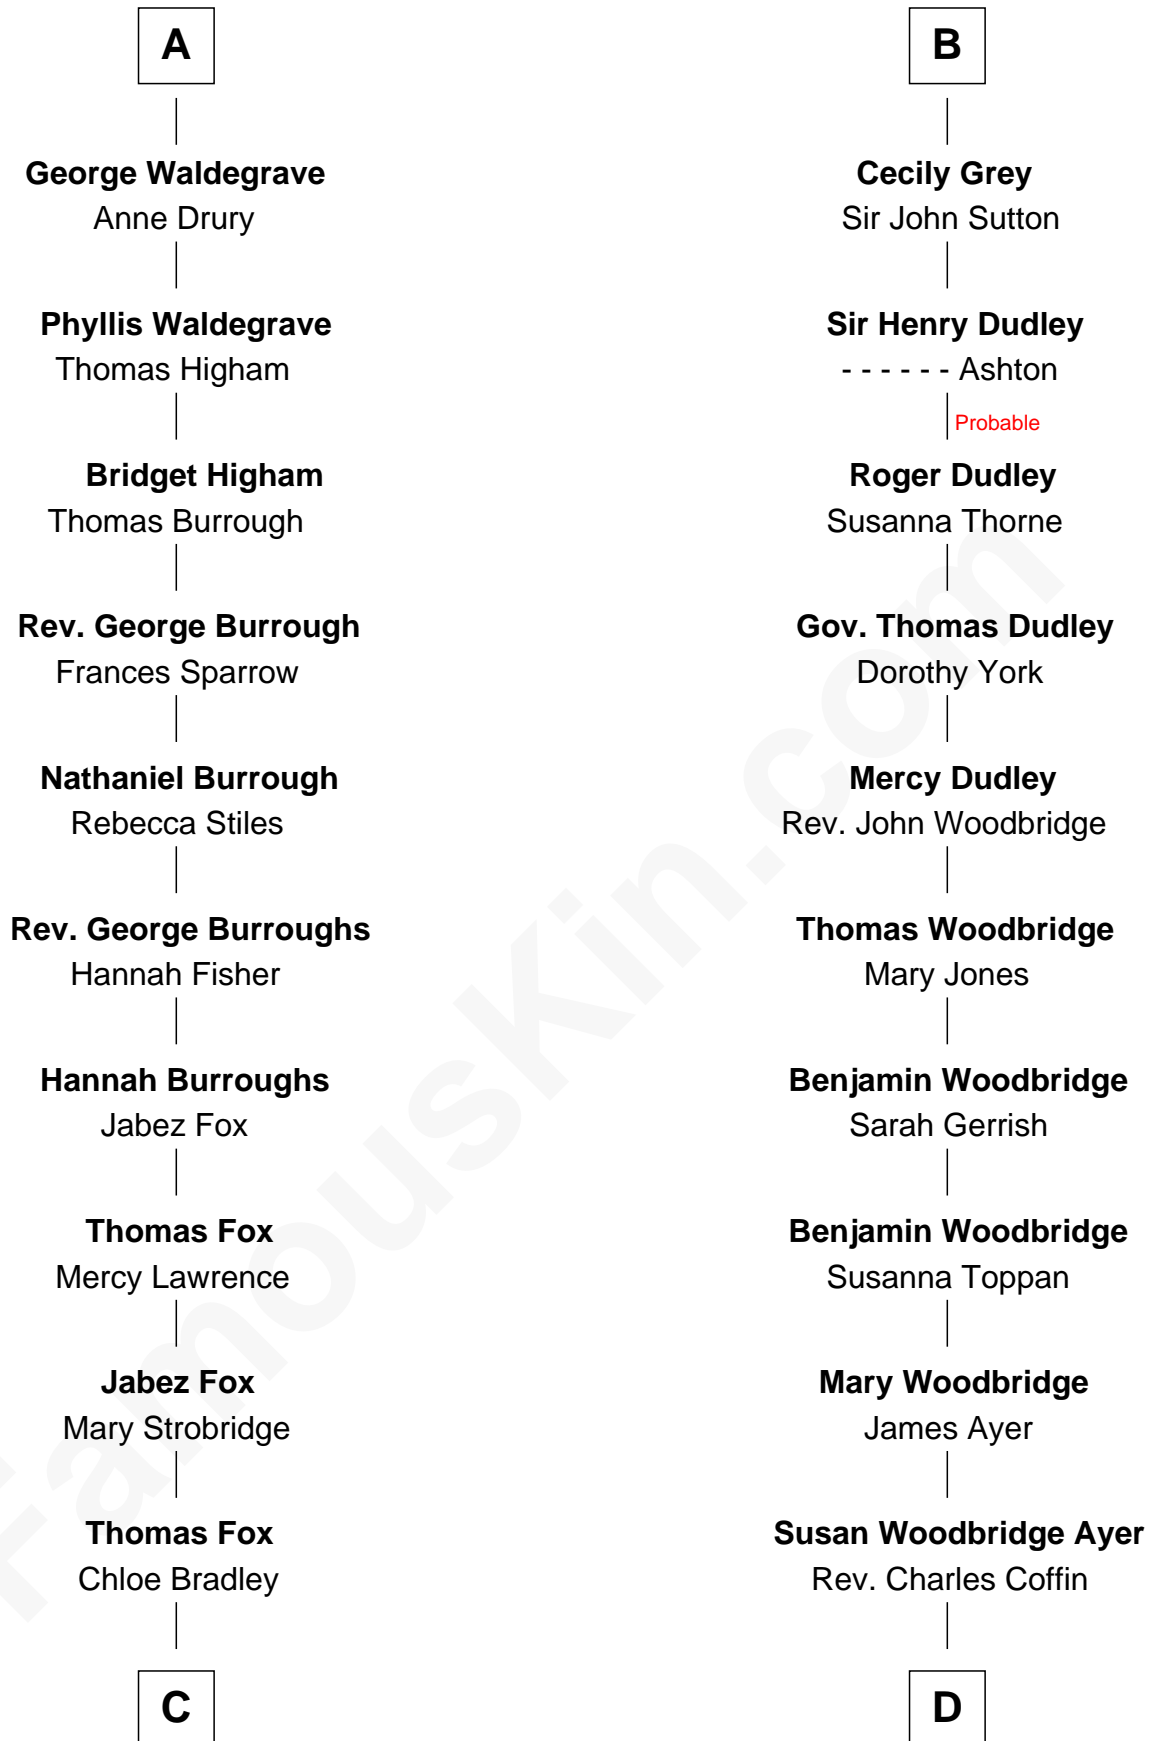 A
George Waldegrave
Anne Drury
Phyllis Waldegrave
Thomas Higham
Bridget Higham
Thomas Burrough
Rev. George Burrough
Frances Sparrow
Nathaniel Burrough
Rebecca Stiles
Rev. George Burroughs
Hannah Fisher
Hannah Burroughs
Jabez Fox
Thomas Fox
Mercy Lawrence
Jabez Fox
Mary Strobridge
Thomas Fox
Chloe Bradley
C
B
Cecily Grey
Sir John Sutton
Sir Henry Dudley
- - - - - - Ashton
Probable
Roger Dudley
Susanna Thorne
Gov. Thomas Dudley
Dorothy York
Mercy Dudley
Rev. John Woodbridge
Thomas Woodbridge
Mary Jones
Benjamin Woodbridge
Sarah Gerrish
Benjamin Woodbridge
Susanna Toppan
Mary Woodbridge
James Ayer
Susan Woodbridge Ayer
Rev. Charles Coffin
D
FamousKin.com